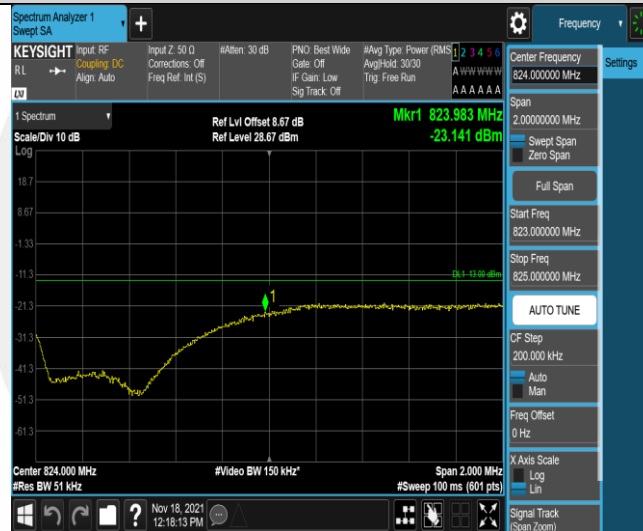 Spectrum Analyzer 1
Swept SA
+
Frequency
KEYSIGHT
RL
LXI
Input: RF
Coupling: DC
Align: Auto
Input Z: 50 Ω
Corrections: Off
Freq Ref: Int (S)
#Atten: 30 dB
PNO: Best Wide
Gate: Off
IF Gain: Low
Sig Track: Off
#Avg Type: Power (RMS
Avg|Hold: 30/30
Trig: Free Run
1 2 3 4 5 6
A W W W W W
A A A A A A
1 Spectrum
Scale/Div 10 dB
Log
Ref Lvl Offset 8.67 dB
Ref Level 28.67 dBm
Mkr1 823.983 MHz
-23.141 dBm
18.7
8.67
-1.33
-11.3
-21.3
-31.3
-41.3
-51.3
-61.3
DL1 -13.00 dBm
1
Center 824.000 MHz
#Res BW 51 kHz
#Video BW 150 kHz*
Span 2.000 MHz
#Sweep 100 ms (601 pts)
Nov 18, 2021
12:18:13 PM
?
Center Frequency
824.000000 MHz
Settings
Span
2.00000000 MHz
Swept Span
Zero Span
Full Span
Start Freq
823.000000 MHz
Stop Freq
825.000000 MHz
AUTO TUNE
CF Step
200.000 kHz
Auto
Man
Freq Offset
0 Hz
X Axis Scale
Log
Lin
Signal Track
(Span Zoom)